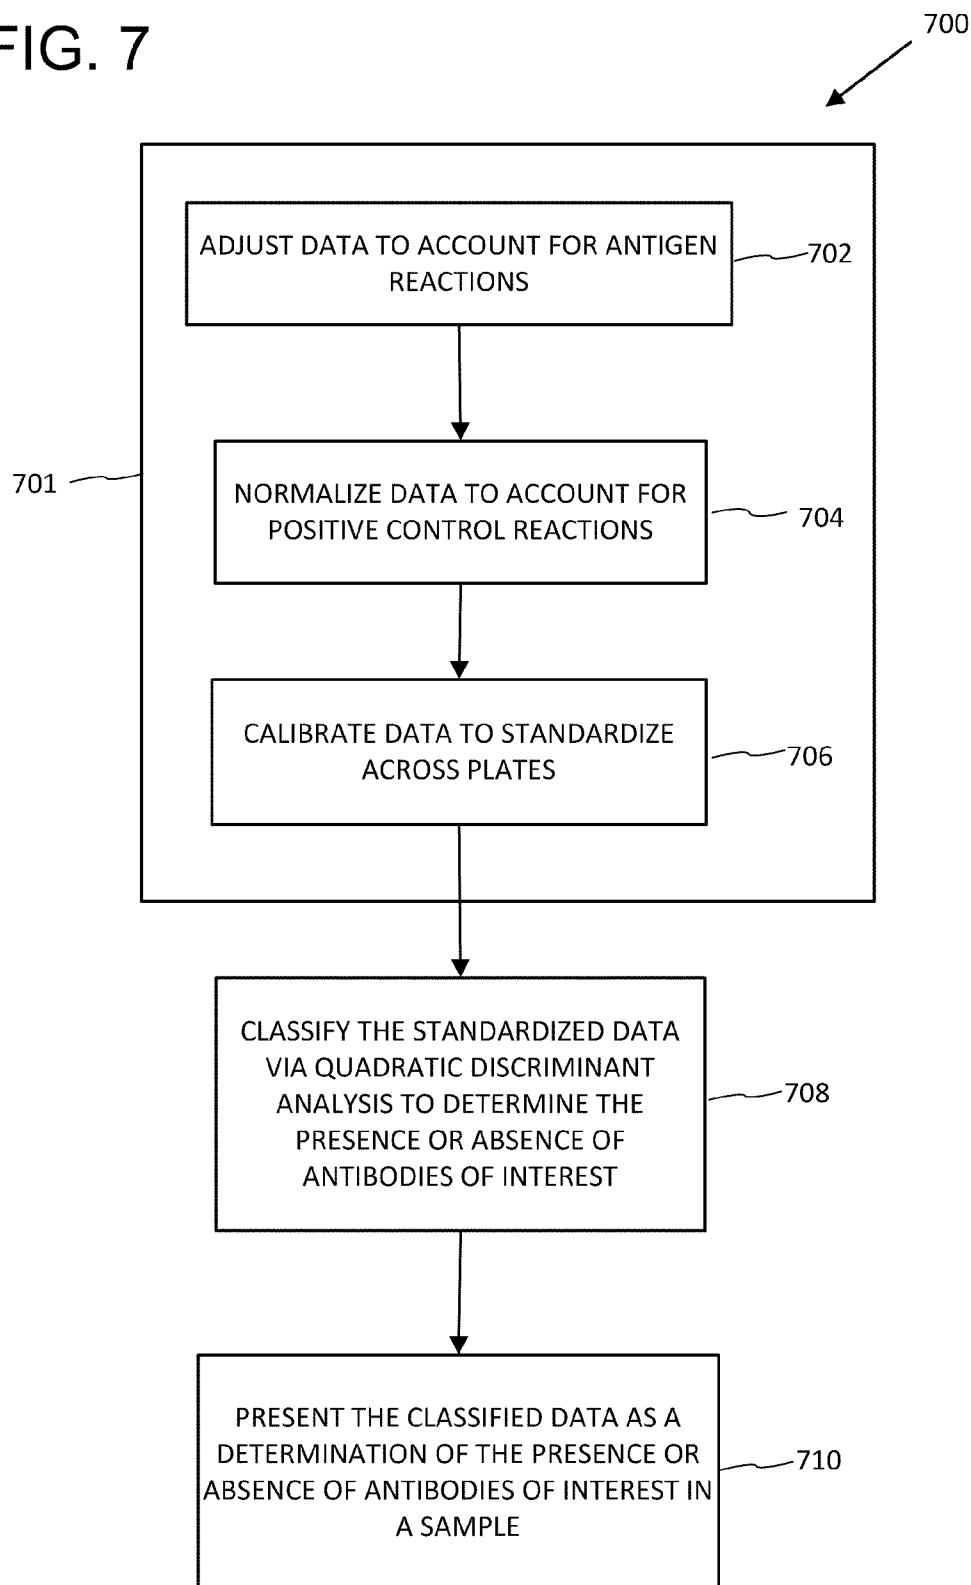 FIG. 7
700
ADJUST DATA TO ACCOUNT FOR ANTIGEN
REACTIONS
702
701
NORMALIZE DATA TO ACCOUNT FOR
POSITIVE CONTROL REACTIONS
704
CALIBRATE DATA TO STANDARDIZE
ACROSS PLATES
706
CLASSIFY THE STANDARDIZED DATA
VIA QUADRATIC DISCRIMINANT
ANALYSIS TO DETERMINE THE
PRESENCE OR ABSENCE OF
ANTIBODIES OF INTEREST
708
PRESENT THE CLASSIFIED DATA AS A
DETERMINATION OF THE PRESENCE OR
ABSENCE OF ANTIBODIES OF INTEREST IN
A SAMPLE
710